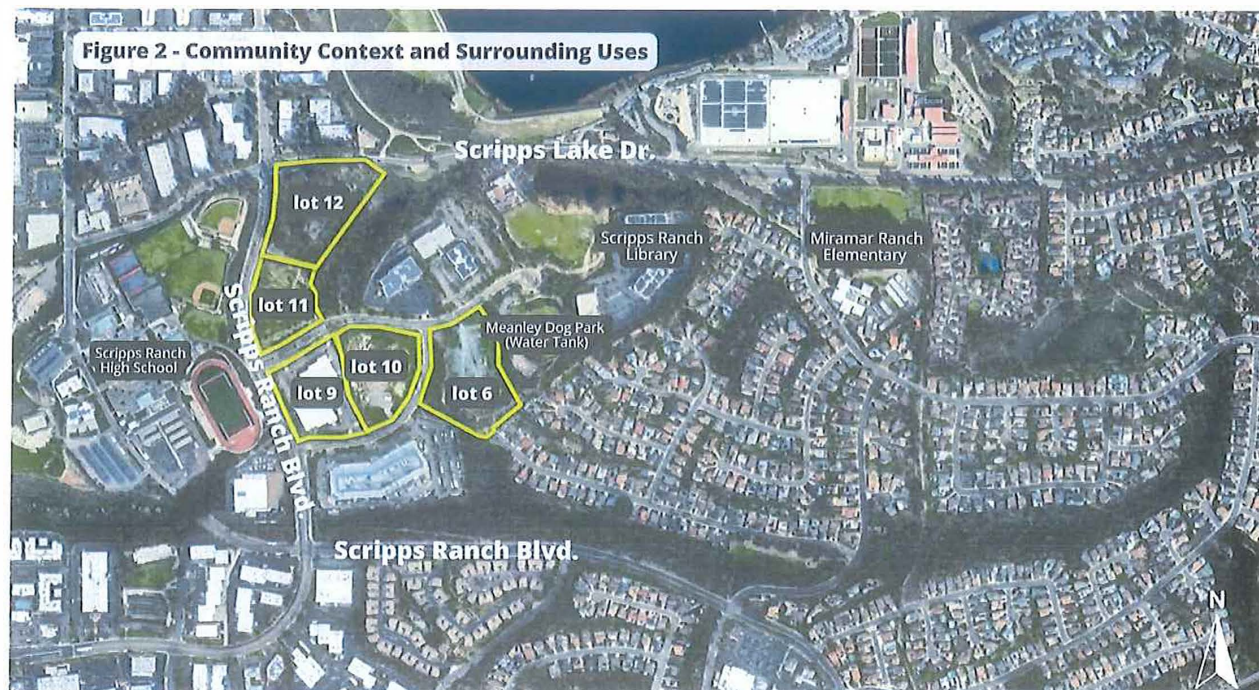 Figure 2 - Community Context and Surrounding Uses
Scripps Lake Dr.
lot 12
Scripps Ranch
Library
Miramar Ranch
Elementary
lot 11
Scripps Ranch Blvd
Meanley Dog Park
(Water Tank)
Scripps Ranch
High School
lot 10
lot 9
lot 6
Scripps Ranch Blvd.
N